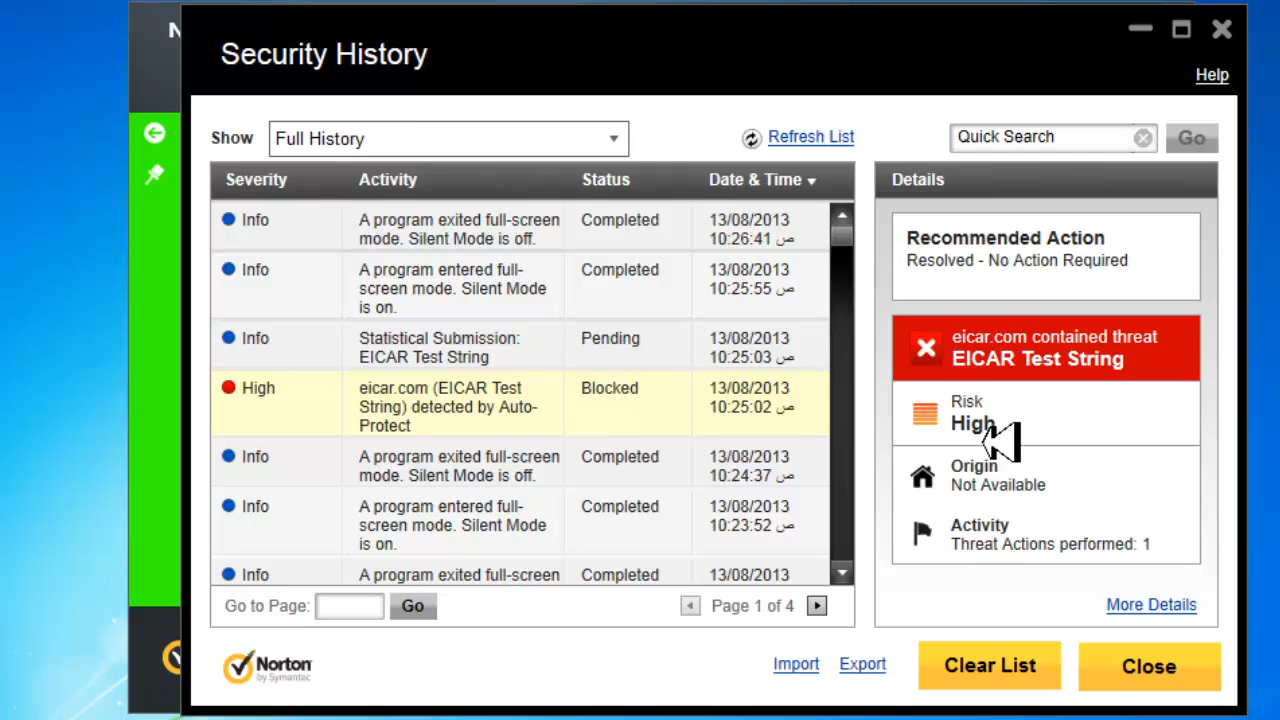 N
Security History
Help
Show
Full History
Refresh List
Quick Search
Go
Severity
Activity
Status
Date & Time
Details
Info
A program exited full-screen
mode. Silent Mode is off.
Completed
13/08/2013
10:26:41 ص
Info
A program entered full-
screen mode. Silent Mode
is on.
Completed
13/08/2013
10:25:55 ص
Info
Statistical Submission:
EICAR Test String
Pending
13/08/2013
10:25:03 ص
High
eicar.com (EICAR Test
String) detected by Auto-
Protect
Blocked
13/08/2013
10:25:02 ص
Info
A program exited full-screen
mode. Silent Mode is off.
Completed
13/08/2013
10:24:37 ص
Info
A program entered full-
screen mode. Silent Mode
is on.
Completed
13/08/2013
10:23:52 ص
Info
A program exited full-screen
Completed
13/08/2013
Go to Page:
Go
Page 1 of 4
Recommended Action
Resolved - No Action Required
eicar.com contained threat
EICAR Test String
Risk
High
Origin
Not Available
Activity
Threat Actions performed: 1
More Details
Norton
by Symantec
Import
Export
Clear List
Close